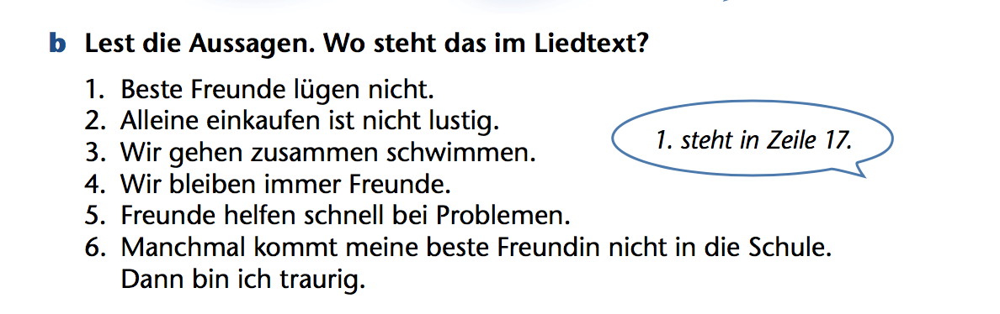 b Lest die Aussagen. Wo steht das im Liedtext?
1. Beste Freunde lügen nicht.
2. Alleine einkaufen ist nicht lustig.
3. Wir gehen zusammen schwimmen.
4. Wir bleiben immer Freunde.
5. Freunde helfen schnell bei Problemen.
6. Manchmal kommt meine beste Freundin nicht in die Schule.
Dann bin ich traurig.
1. steht in Zeile 17.